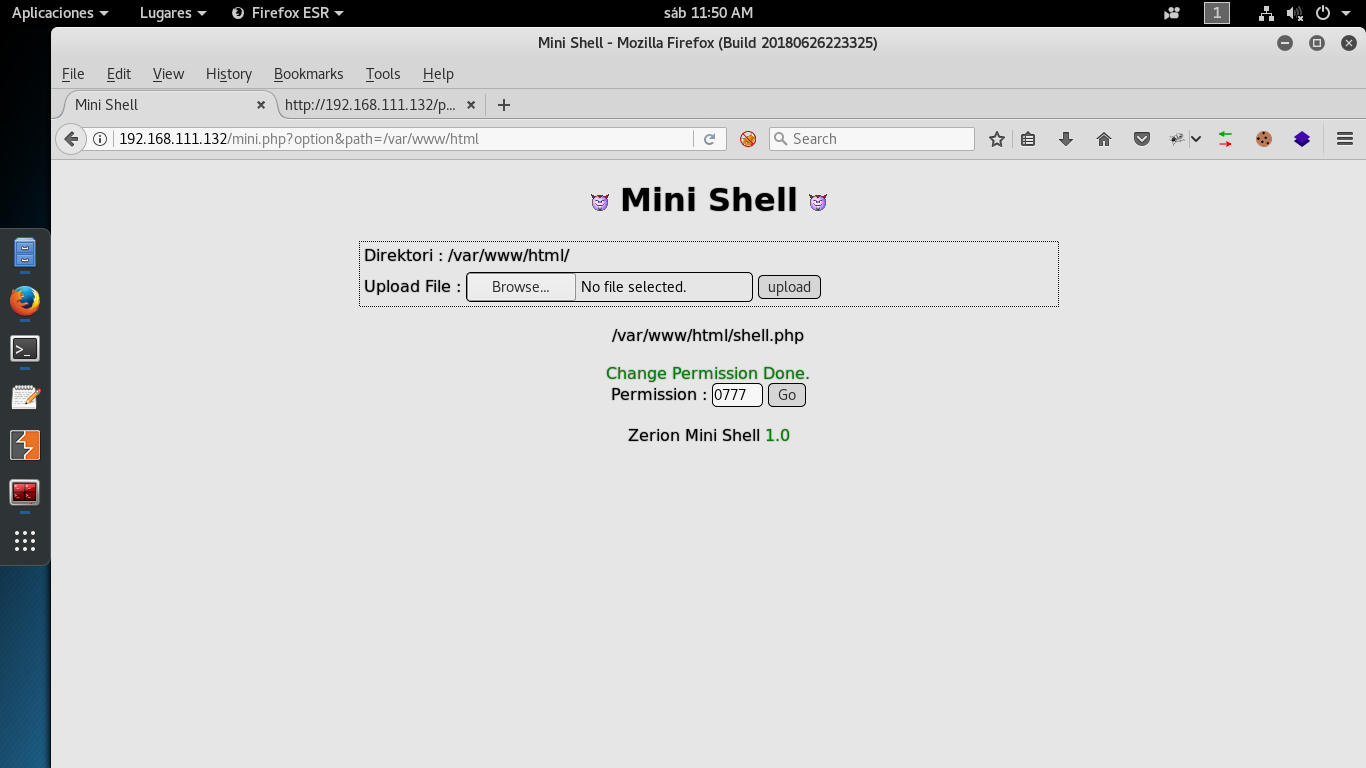 Aplicaciones Lugares Firefox ESR sáb 11:50 AM 1
Mini Shell - Mozilla Firefox (Build 20180626223325)
File Edit View History Bookmarks Tools Help
Mini Shell http://192.168.111.132/p...
192.168.111.132/mini.php?option&path=/var/www/html Search
Mini Shell
Direktori : /var/www/html/
Upload File : Browse... No file selected. upload
/var/www/html/shell.php
Change Permission Done.
Permission : 0777 Go
Zerion Mini Shell 1.0